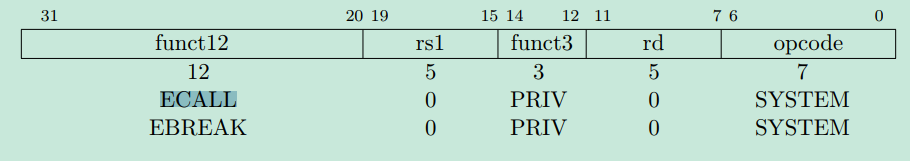 31 20 19 15 14 12 11 7 6 0
funct12 rs1 funct3 rd opcode
12 5 3 5 7
ECALL 0 PRIV 0 SYSTEM
EBREAK 0 PRIV 0 SYSTEM